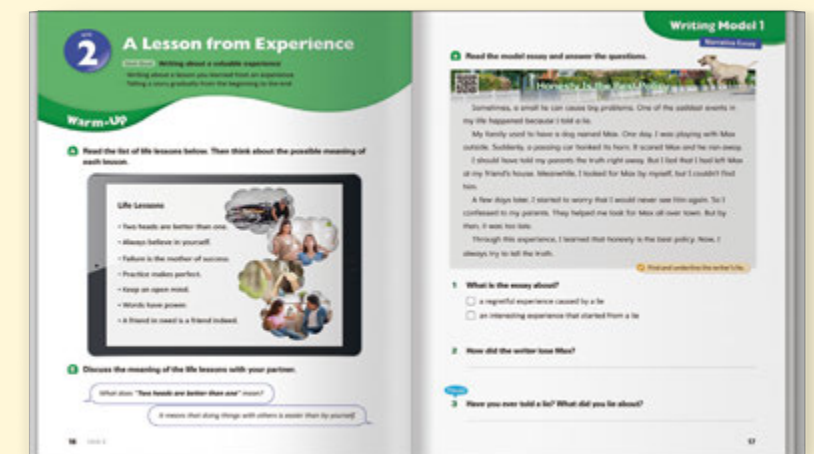 2
A Lesson from Experience
Writing about a valuable experience
Writing about a lesson you learned from an experience
Telling a story gradually from the beginning to the end
Warm-Up
A Read the list of life lessons below. Then think about the possible meaning of
each lesson.
Life Lessons
• Two heads are better than one.
• Always believe in yourself.
• Failure is the mother of success.
• Practice makes perfect.
• Keep an open mind.
• Words have power.
• A friend in need is a friend indeed.
B Discuss the meaning of the life lessons with your partner.
What does "Two heads are better than one" mean?
It means that doing things with others is easier than by yourself.
16
Writing Model 1
Narrative Essay
A Read the model essay and answer the questions.
Honesty Is the Best Policy
Sometimes, a small lie can cause big problems. One of the saddest events in
my life happened because I told a lie.
My family used to have a dog named Max. One day, I was playing with Max
outside. Suddenly, a passing car honked its horn. It scared Max and he ran away.
I should have told my parents the truth right away. But I lied that I had left Max
at my friend's house. Meanwhile, I looked for Max by myself, but I couldn't find
him.
A few days later, I started to worry that I would never see him again. So I
confessed to my parents. They helped me look for Max all over town. But by
then, it was too late.
Through this experience, I learned that honesty is the best policy. Now, I
always try to tell the truth.
Find and underline the writer's lie.
1 What is the essay about?
a regretful experience caused by a lie
an interesting experience that started from a lie
2 How did the writer lose Max?
3 Have you ever told a lie? What did you lie about?
17